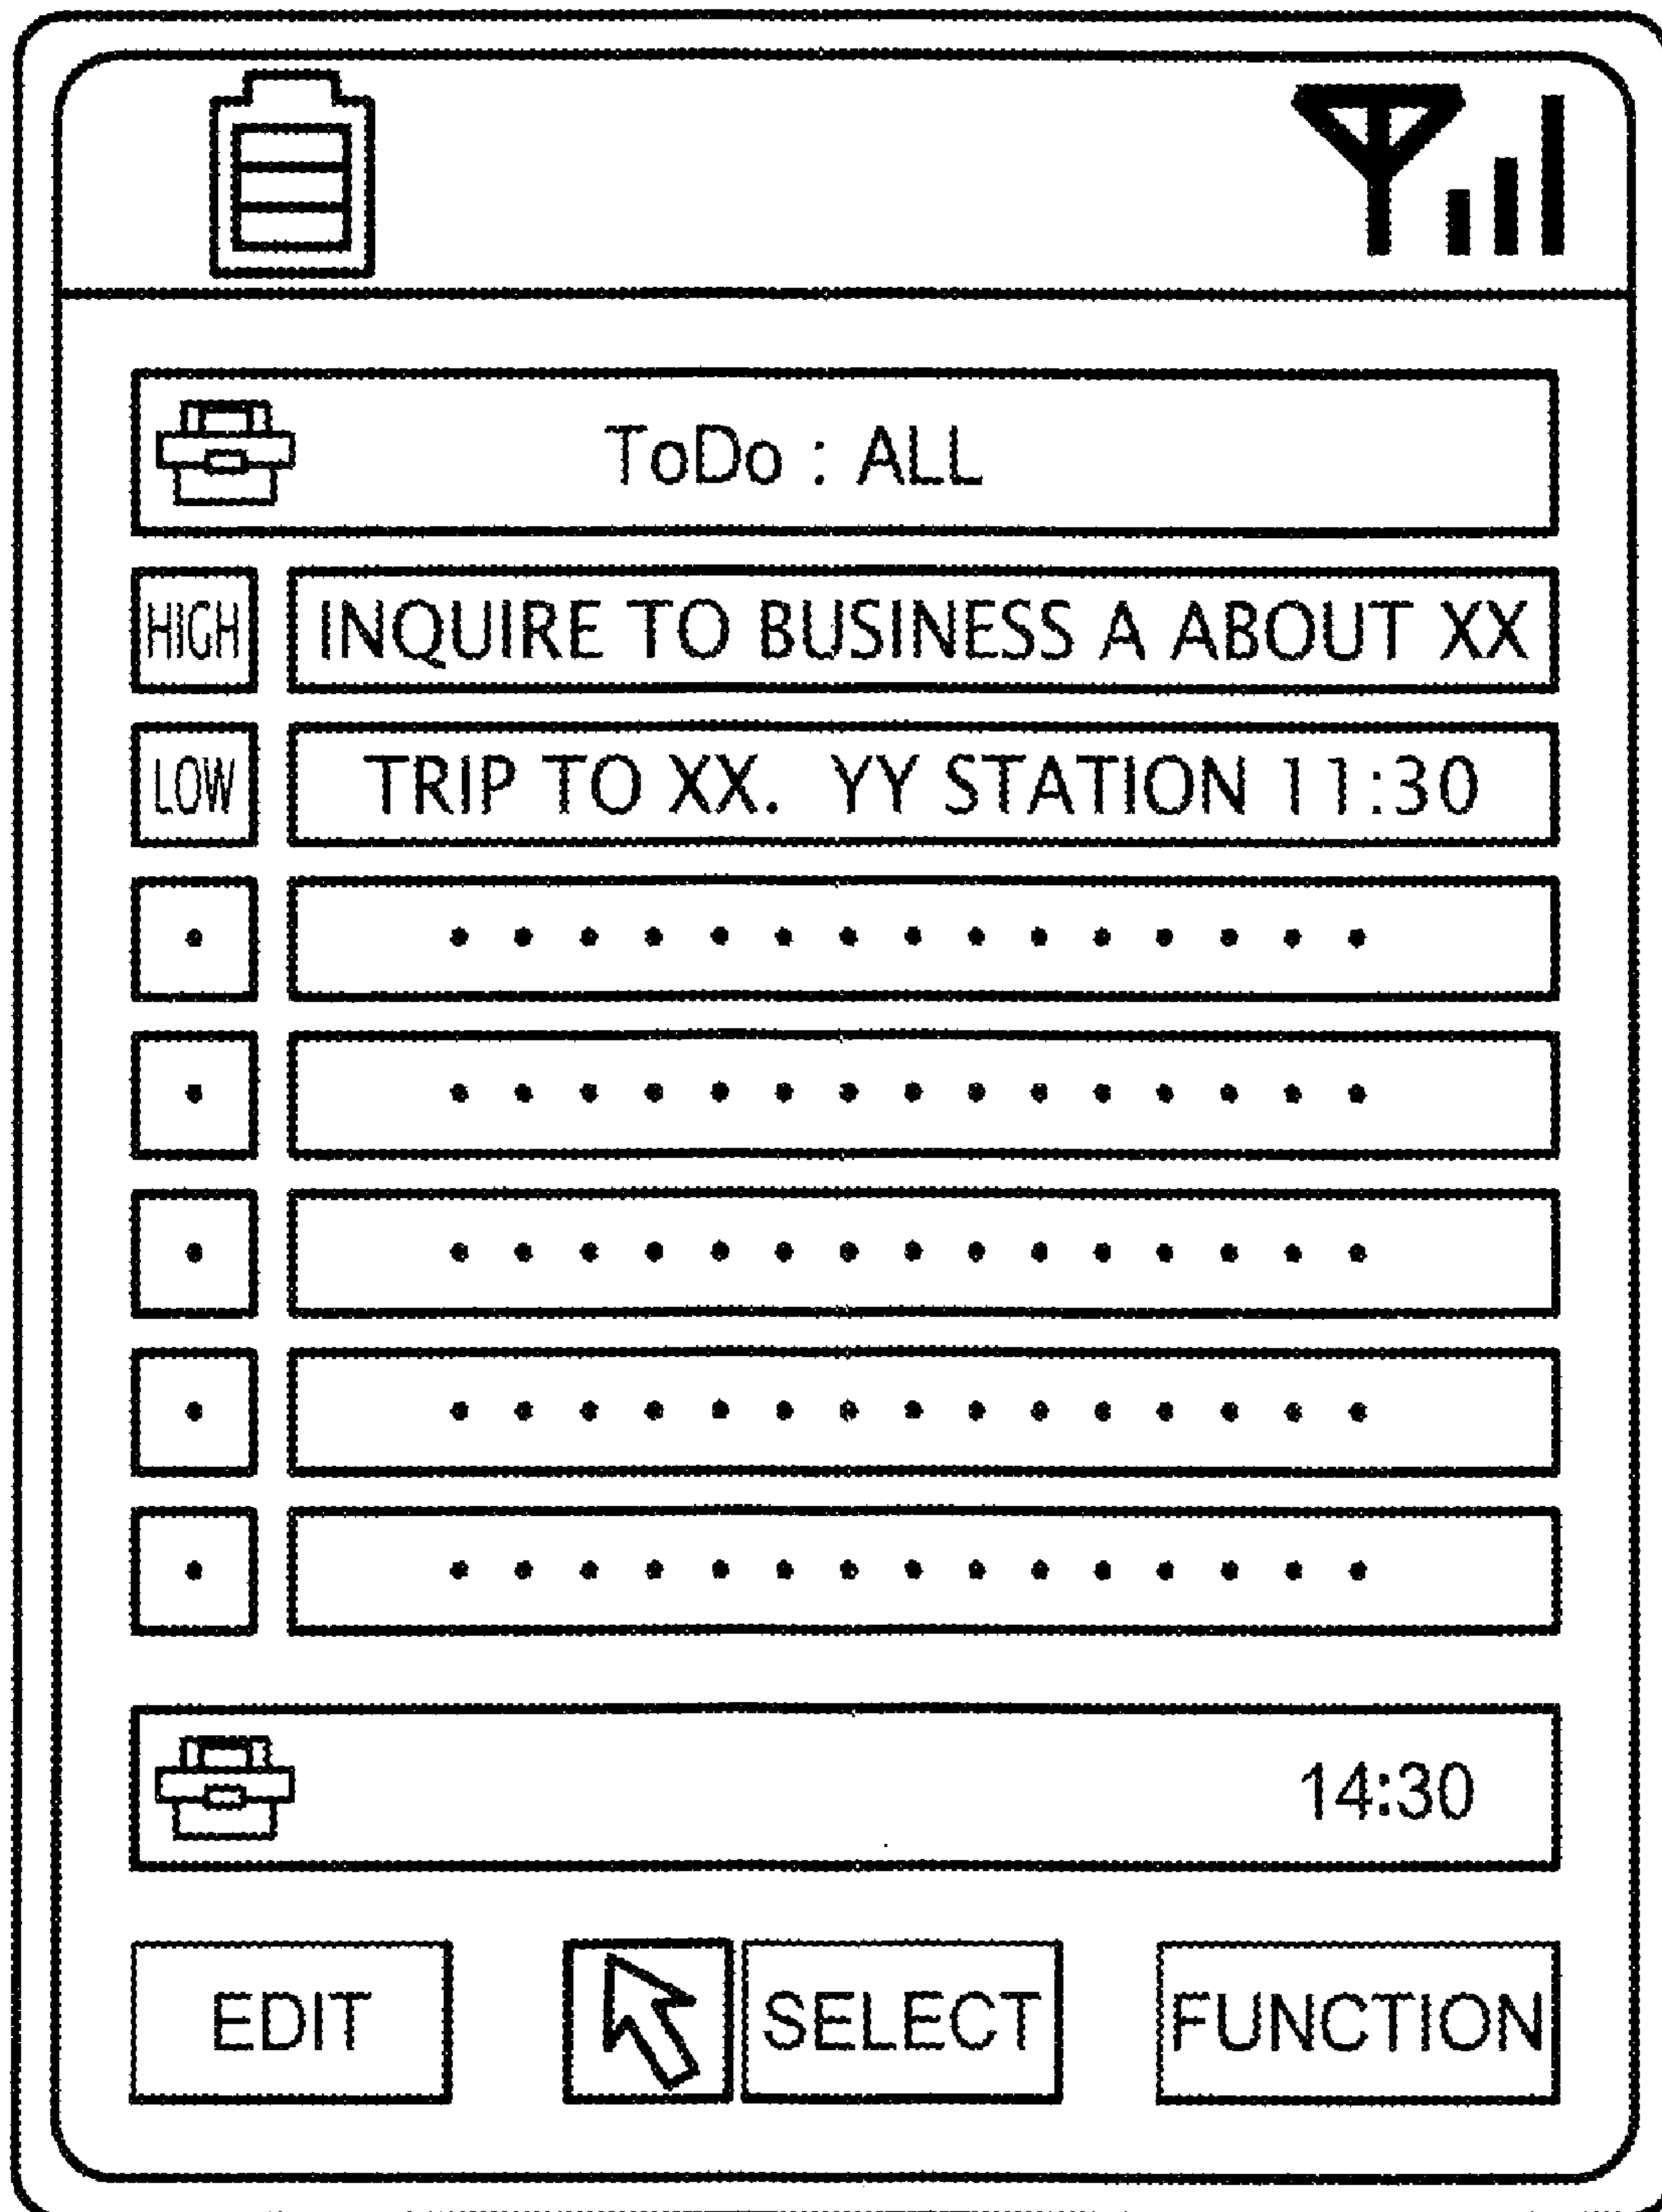 ToDo : ALL
HIGH INQUIRE TO BUSINESS A ABOUT XX
LOW TRIP TO XX. YY STATION 11:30
• • • • • • • • • • • • • • • •
• • • • • • • • • • • • • • • •
• • • • • • • • • • • • • • • •
• • • • • • • • • • • • • • • •
• • • • • • • • • • • • • • • •
14:30
EDIT SELECT FUNCTION